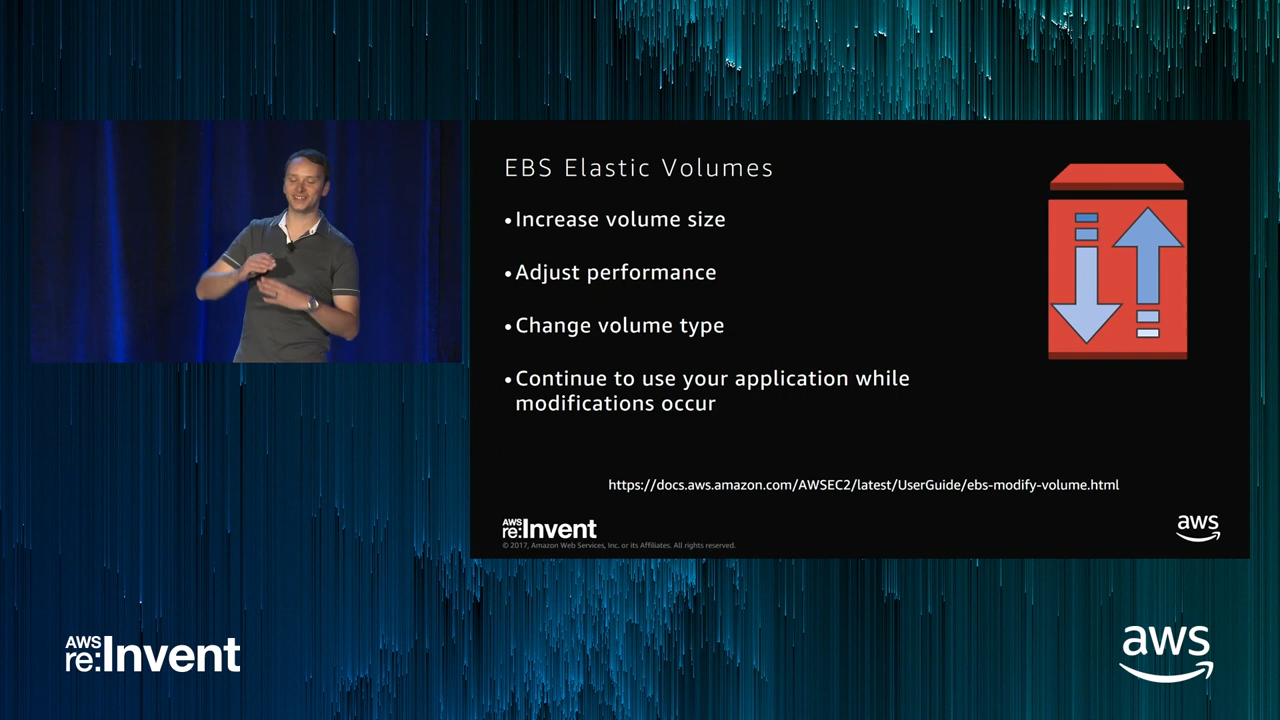 EBS Elastic Volumes
•Increase volume size
•Adjust performance
•Change volume type
•Continue to use your application while
modifications occur
https://docs.aws.amazon.com/AWSEC2/latest/UserGuide/ebs-modify-volume.html
AWS
re:Invent
© 2017, Amazon Web Services, Inc. or its Affiliates. All rights reserved.
aws
AWS
re:Invent
aws